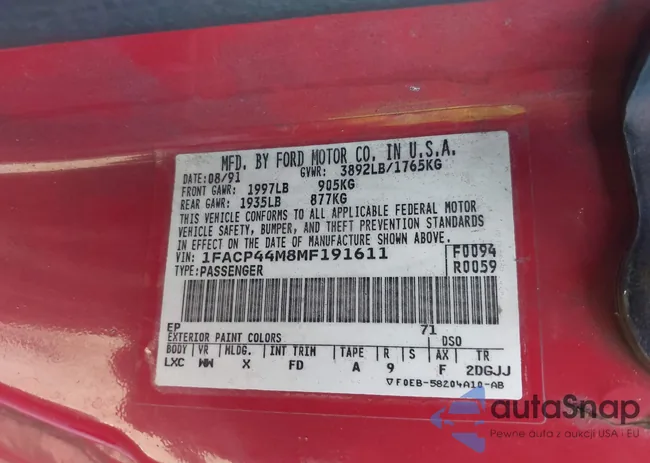 MFD. BY FORD MOTOR CO. IN U.S.A.
DATE: 08/91 GVWR: 3892LB/1765KG
FRONT GAWR: 1997LB 905KG
REAR GAWR: 1935LB 877KG
THIS VEHICLE CONFORMS TO ALL APPLICABLE FEDERAL MOTOR
VEHICLE SAFETY, BUMPER, AND THEFT PREVENTION STANDARDS
IN EFFECT ON THE DATE OF MANUFACTURE SHOWN ABOVE.
VIN: 1FACP44M8MF191611 F0094
TYPE: PASSENGER R0059
EP 71
EXTERIOR PAINT COLORS DSO
BODY VR MLDG. INT TRIM TAPE R S AX TR
LXC WW X FD A 9 F 2DGJJ
▽F0EB-58204A10-AB
autoSnap
Pewne auta z aukcji USA i EU